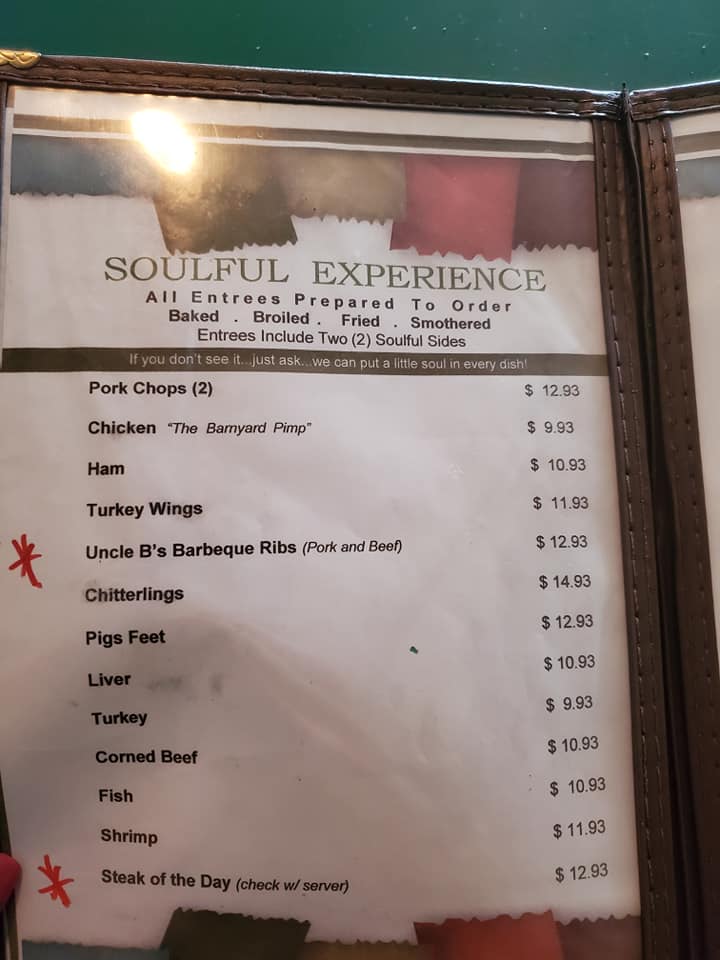 SOULFUL EXPERIENCE
All Entrees Prepared To Order
Baked . Broiled . Fried . Smothered
Entrees Include Two (2) Soulful Sides
If you don't see it...just ask...we can put a little soul in every dish!
Pork Chops (2) $ 12.93
Chicken "The Barnyard Pimp" $ 9.93
Ham $ 10.93
Turkey Wings $ 11.93
* Uncle B's Barbeque Ribs (Pork and Beef) $ 12.93
Chitterlings $ 14.93
Pigs Feet $ 12.93
Liver $ 10.93
Turkey $ 9.93
Corned Beef $ 10.93
Fish $ 10.93
Shrimp $ 11.93
* Steak of the Day (check w/ server) $ 12.93